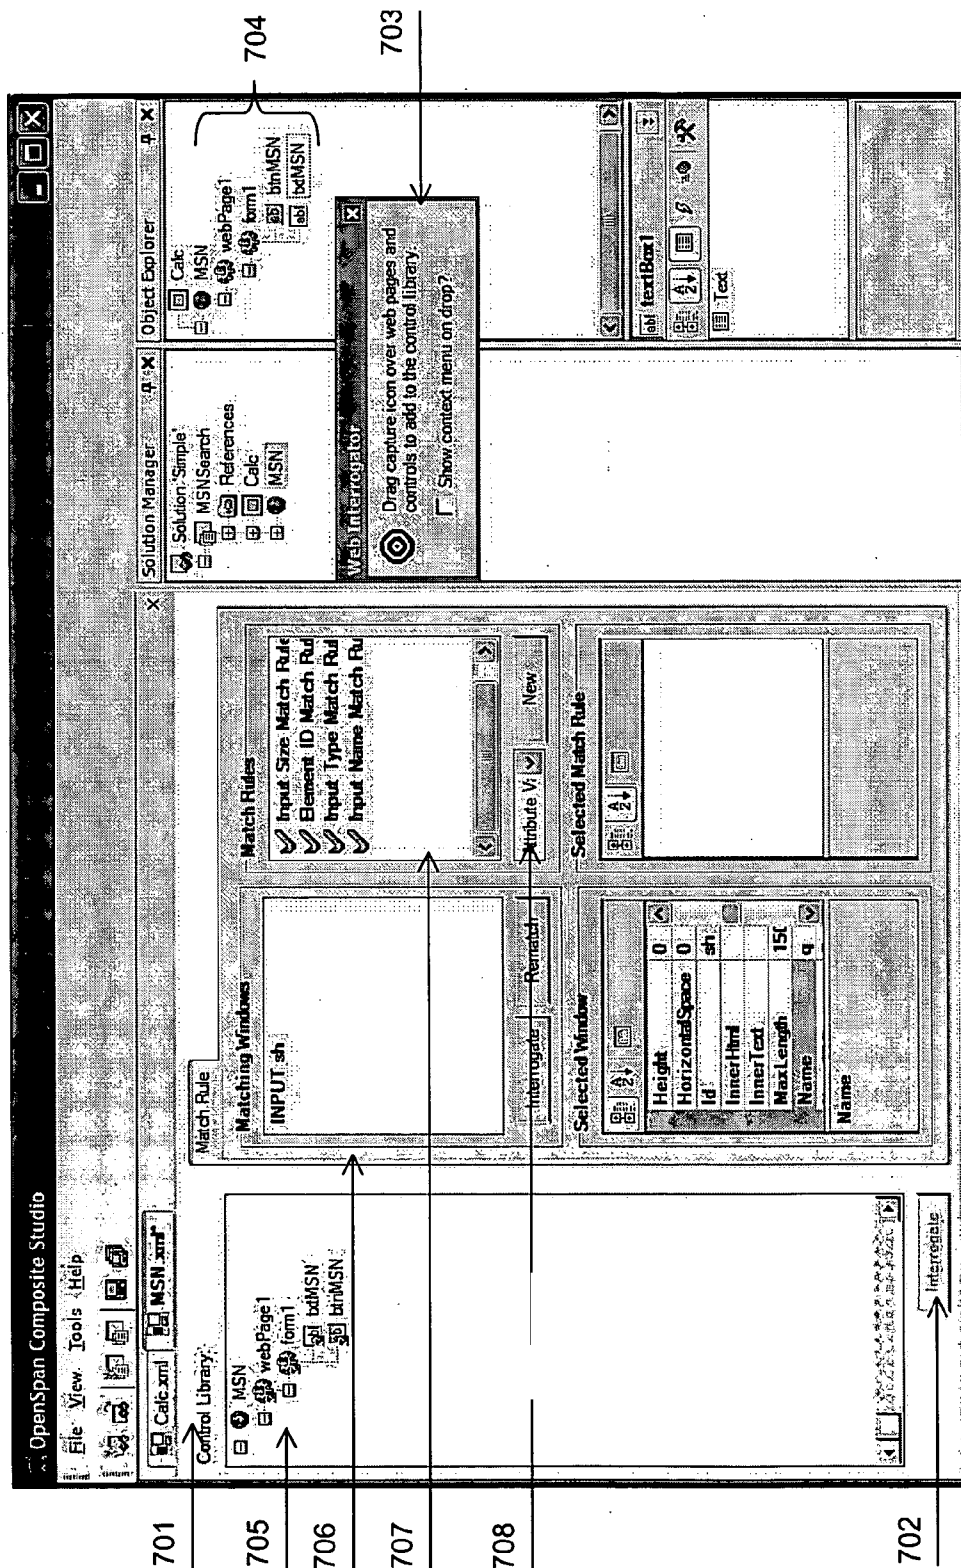 OpenSpan Composite Studio
File View Tools Help
Calc.xml MSN.xml*
Control Library
MSN
webPage1
form1
txtMSN
btnMSN
Interrogate
Match Rule
Matching Windows
INPUT sh
Interrogate Rematch
Match Rules
Input Size Match Rule
Element ID Match Rul
Input Type Match Rul
Input Name Match Ru
Attribute V New
Selected Window
Height 0
HorizontalSpace 0
Id sh
InnerHtml
InnerText
MaxLength 150
Name q
Name
Selected Match Rule
Solution Manager
Solution 'Simple'
MSNSearch
References
Calc
MSN
Web Interrogator
Drag capture icon over web pages and
controls to add to the control library.
Show context menu on drop?
Object Explorer
Calc
MSN
webPage1
form1
btnMSN
txtMSN
textBox1
Text
701
705
706
707
708
702
704
703